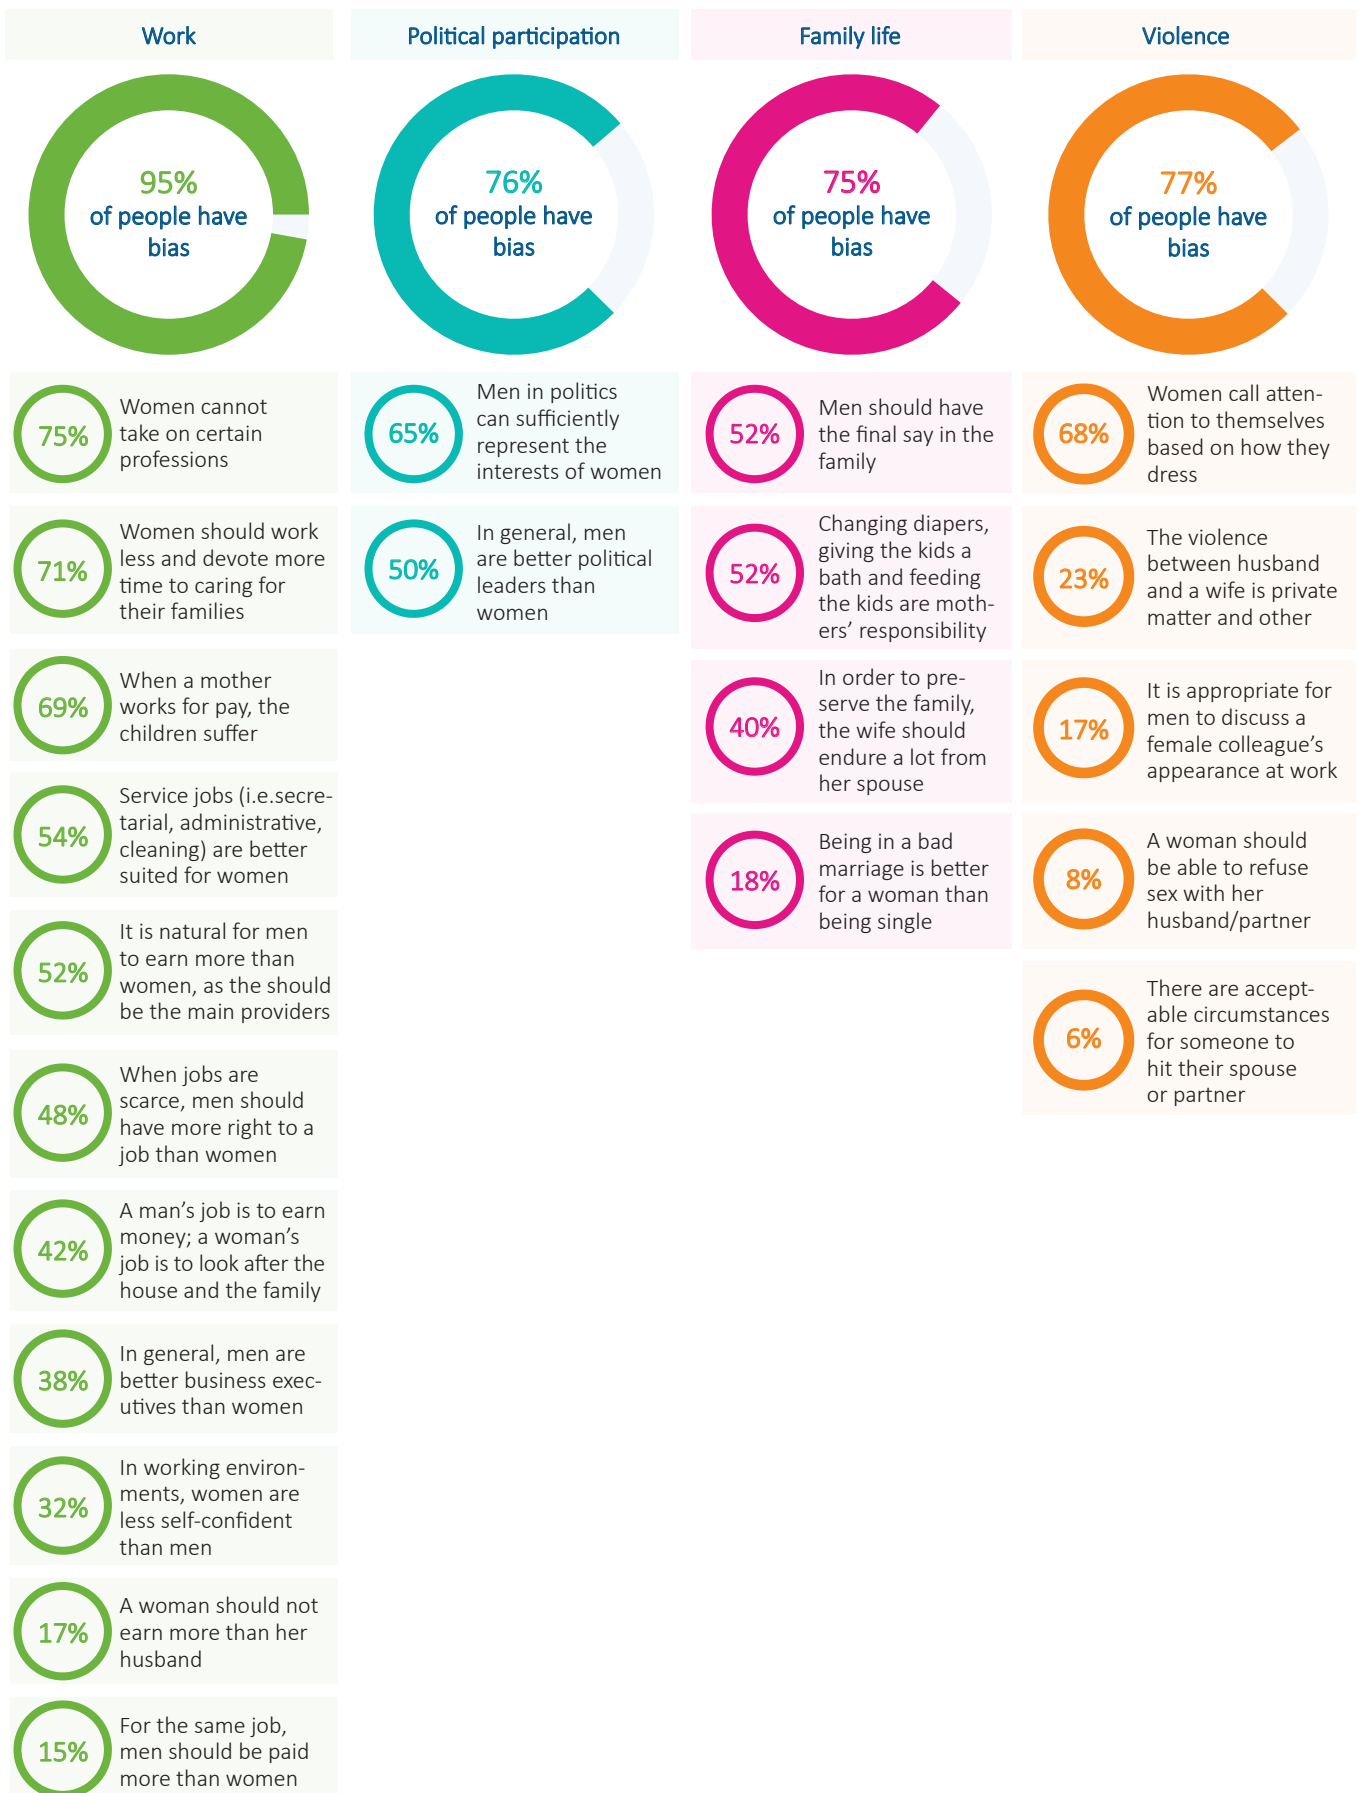 Work
95%
of people have
bias
75%
Women cannot
take on certain
professions
71%
Women should work
less and devote more
time to caring for
their families
69%
When a mother
works for pay, the
children suffer
54%
Service jobs (i.e.secre-
tarial, administrative,
cleaning) are better
suited for women
52%
It is natural for men
to earn more than
women, as the should
be the main providers
48%
When jobs are
scarce, men should
have more right to a
job than women
42%
A man’s job is to earn
money; a woman’s
job is to look after the
house and the family
38%
In general, men are
better business exec-
utives than women
32%
In working environ-
ments, women are
less self-confident
than men
17%
A woman should not
earn more than her
husband
15%
For the same job,
men should be paid
more than women
Political participation
76%
of people have
bias
65%
Men in politics
can sufficiently
represent the
interests of women
50%
In general, men
are better political
leaders than
women
Family life
75%
of people have
bias
52%
Men should have
the final say in the
family
52%
Changing diapers,
giving the kids a
bath and feeding
the kids are moth-
ers’ responsibility
40%
In order to pre-
serve the family,
the wife should
endure a lot from
her spouse
18%
Being in a bad
marriage is better
for a woman than
being single
Violence
77%
of people have
bias
68%
Women call atten-
tion to themselves
based on how they
dress
23%
The violence
between husband
and a wife is private
matter and other
17%
It is appropriate for
men to discuss a
female colleague’s
appearance at work
8%
A woman should
be able to refuse
sex with her
husband/partner
6%
There are accept-
able circumstances
for someone to
hit their spouse
or partner